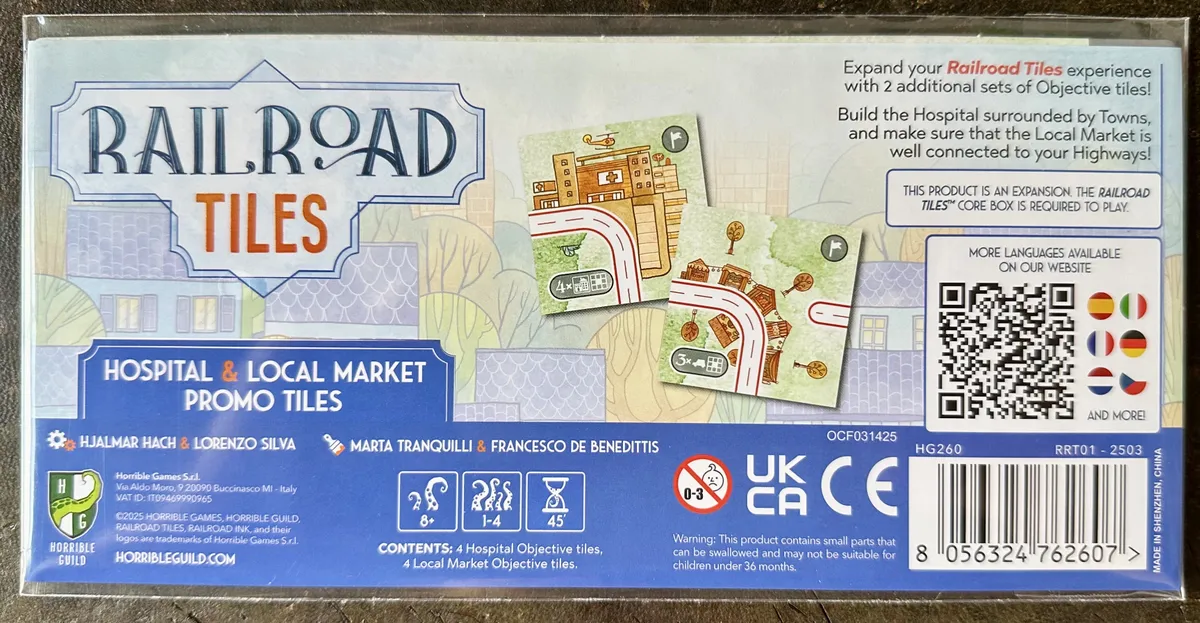 RAILROAD
TILES
Expand your Railroad Tiles experience
with 2 additional sets of Objective tiles!
Build the Hospital surrounded by Towns,
and make sure that the Local Market is
well connected to your Highways!
THIS PRODUCT IS AN EXPANSION. THE RAILROAD
TILES™ CORE BOX IS REQUIRED TO PLAY.
4×
3×
MORE LANGUAGES AVAILABLE
ON OUR WEBSITE
AND MORE!
HOSPITAL & LOCAL MARKET
PROMO TILES
HJALMAR HACH & LORENZO SILVA
MARTA TRANQUILLI & FRANCESCO DE BENEDITTIS
OCF031425
HG260
RRT01 - 2503
H
G
HORRIBLE
GUILD
Horrible Games S.r.l.
Via Aldo Moro, 9 20090 Buccinasco MI - Italy
VAT ID: IT09469990965
©2025 HORRIBLE GAMES, HORRIBLE GUILD,
RAILROAD TILES, RAILROAD INK, and their
logos are trademarks of Horrible Games S.r.l.
HORRIBLEGUILD.COM
8+
1-4
45'
CONTENTS: 4 Hospital Objective tiles,
4 Local Market Objective tiles.
0-3
UK
CA
CE
Warning: This product contains small parts that
can be swallowed and may not be suitable for
children under 36 months.
8 056324 762607 >
MADE IN SHENZHEN, CHINA